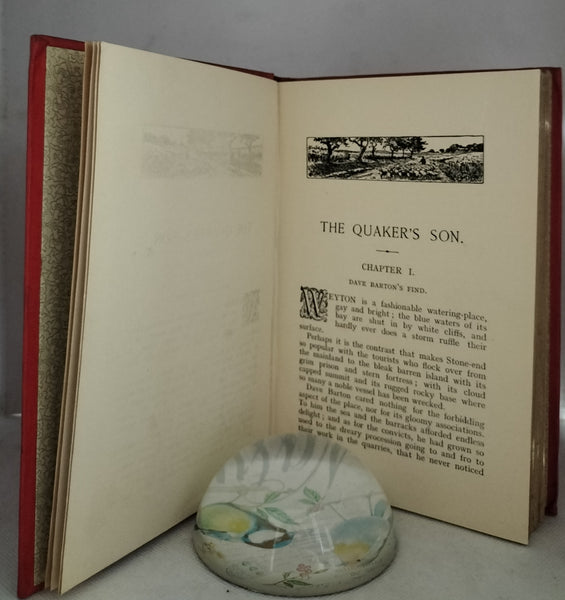 THE QUAKER'S SON.
CHAPTER I.
DAVE BARTON'S FIND.
WEYTON is a fashionable watering-place,
gay and bright; the blue waters of its
bay are shut in by white cliffs, and
hardly ever does a storm ruffle their
surface.
Perhaps it is the contrast that makes Stone-end
so popular with the tourists who flock over from
the mainland to the bleak barren island with its
grim prison and stern fortress; with its cloud
capped summit and its rugged rocky base where
so many a noble vessel has been wrecked.
Dave Barton cared nothing for the forbidding
aspect of the place, nor for its gloomy associations.
To him the sea and the barracks afforded endless
delight; and as for the convicts, he had grown so
used to the dreary procession going to and fro to
their work in the quarries, that he never noticed